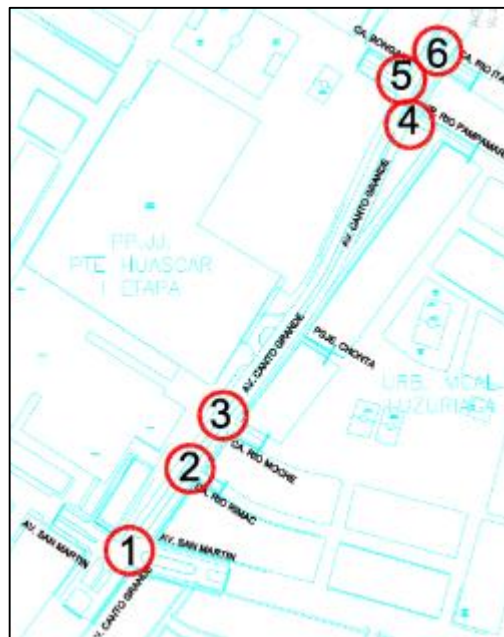 CA. BONGA
6
CA. RIO ITA
5
4
R. RIO PAMPAMAR
AV. CANTO GRANDE
PP.JJ.
PTE HUASCAR
I ETAPA
AV. CANTO GRANDE
PSJE. CHONTA
URB. MCAL
LUZURIAGA
3
CA. RIO MOCHE
2
CA. RIO RIMAC
AV. SAN MARTIN
1
AV. SAN MARTIN
AV. CANTO GRANDE